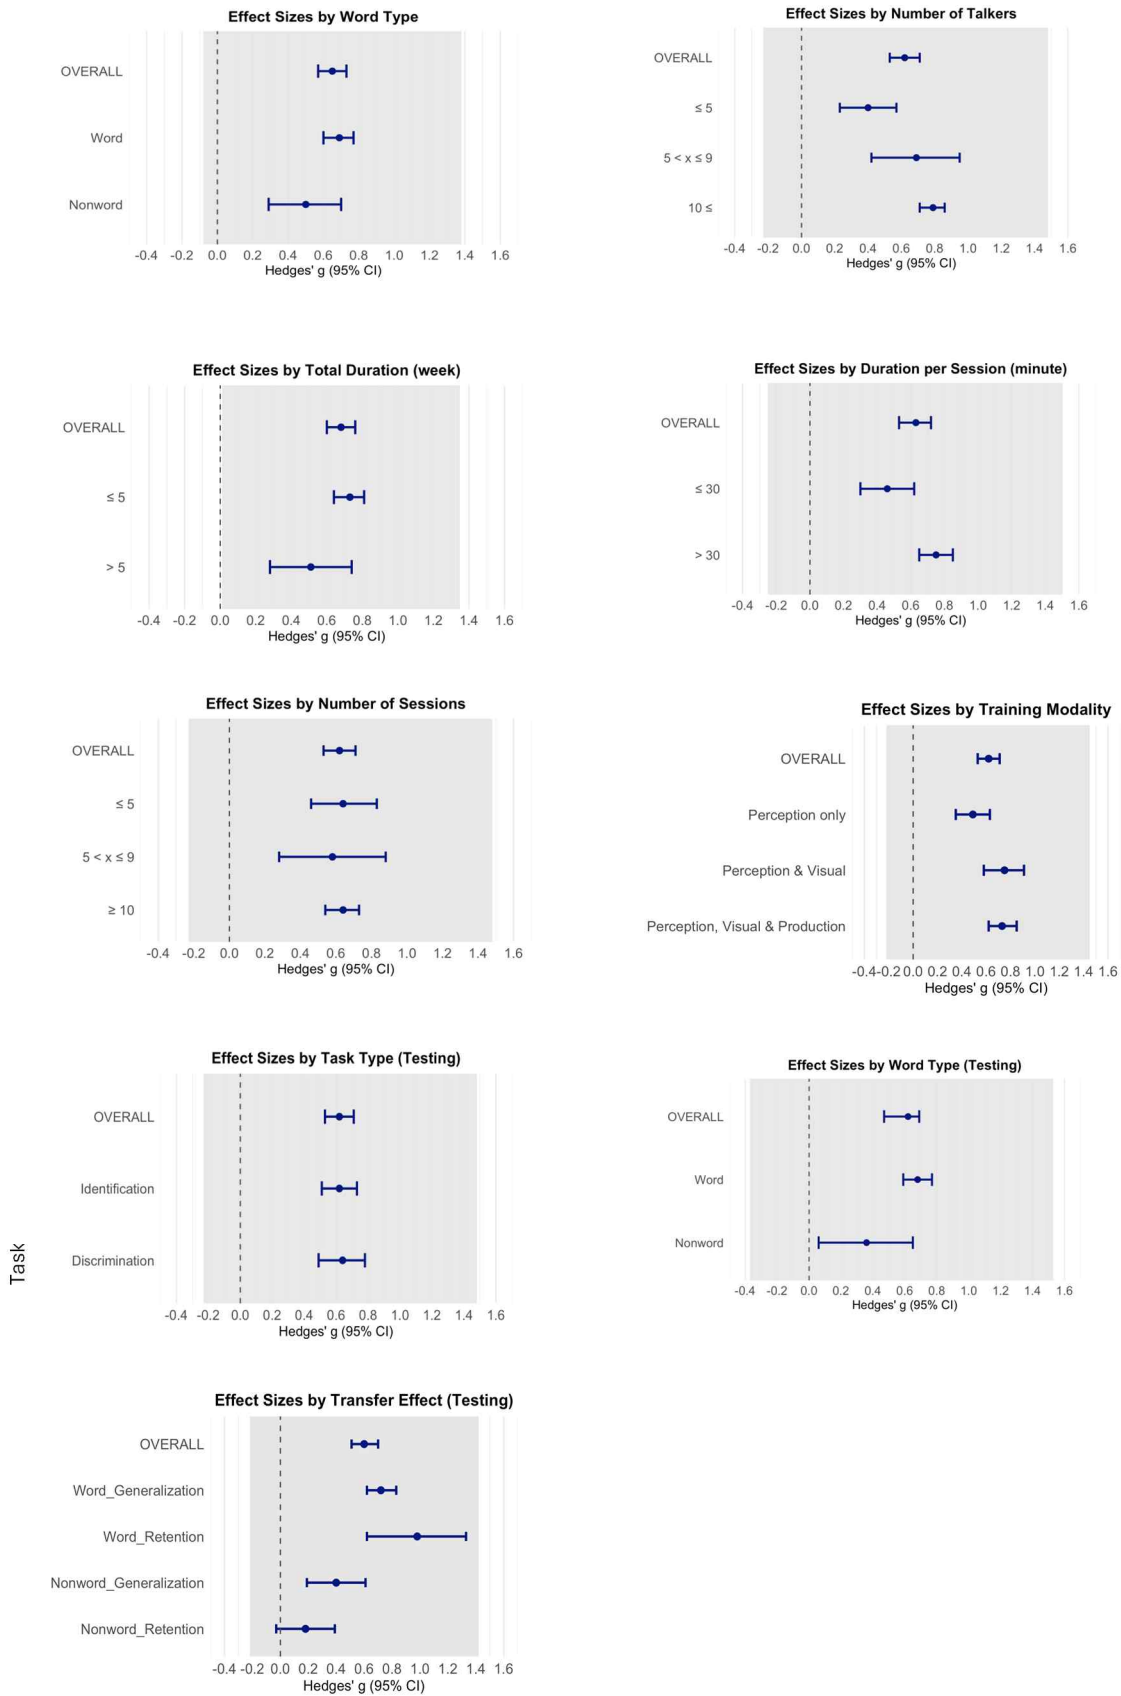 Effect Sizes by Word Type
OVERALL
Word
Nonword
-0.4 -0.2 0.0 0.2 0.4 0.6 0.8 1.0 1.2 1.4 1.6
Hedges' g (95% CI)
Effect Sizes by Number of Talkers
OVERALL
≤ 5
5 < x ≤ 9
10 ≤
-0.4 -0.2 0.0 0.2 0.4 0.6 0.8 1.0 1.2 1.4 1.6
Hedges' g (95% CI)
Effect Sizes by Total Duration (week)
OVERALL
≤ 5
> 5
-0.4 -0.2 0.0 0.2 0.4 0.6 0.8 1.0 1.2 1.4 1.6
Hedges' g (95% CI)
Effect Sizes by Duration per Session (minute)
OVERALL
≤ 30
> 30
-0.4 -0.2 0.0 0.2 0.4 0.6 0.8 1.0 1.2 1.4 1.6
Hedges' g (95% CI)
Effect Sizes by Number of Sessions
OVERALL
≤ 5
5 < x ≤ 9
≥ 10
-0.4 -0.2 0.0 0.2 0.4 0.6 0.8 1.0 1.2 1.4 1.6
Hedges' g (95% CI)
Effect Sizes by Training Modality
OVERALL
Perception only
Perception & Visual
Perception, Visual & Production
-0.4 -0.2 0.0 0.2 0.4 0.6 0.8 1.0 1.2 1.4 1.6
Hedges' g (95% CI)
Effect Sizes by Task Type (Testing)
OVERALL
Identification
Discrimination
Task
-0.4 -0.2 0.0 0.2 0.4 0.6 0.8 1.0 1.2 1.4 1.6
Hedges' g (95% CI)
Effect Sizes by Word Type (Testing)
OVERALL
Word
Nonword
-0.4 -0.2 0.0 0.2 0.4 0.6 0.8 1.0 1.2 1.4 1.6
Hedges' g (95% CI)
Effect Sizes by Transfer Effect (Testing)
OVERALL
Word_Generalization
Word_Retention
Nonword_Generalization
Nonword_Retention
-0.4 -0.2 0.0 0.2 0.4 0.6 0.8 1.0 1.2 1.4 1.6
Hedges' g (95% CI)